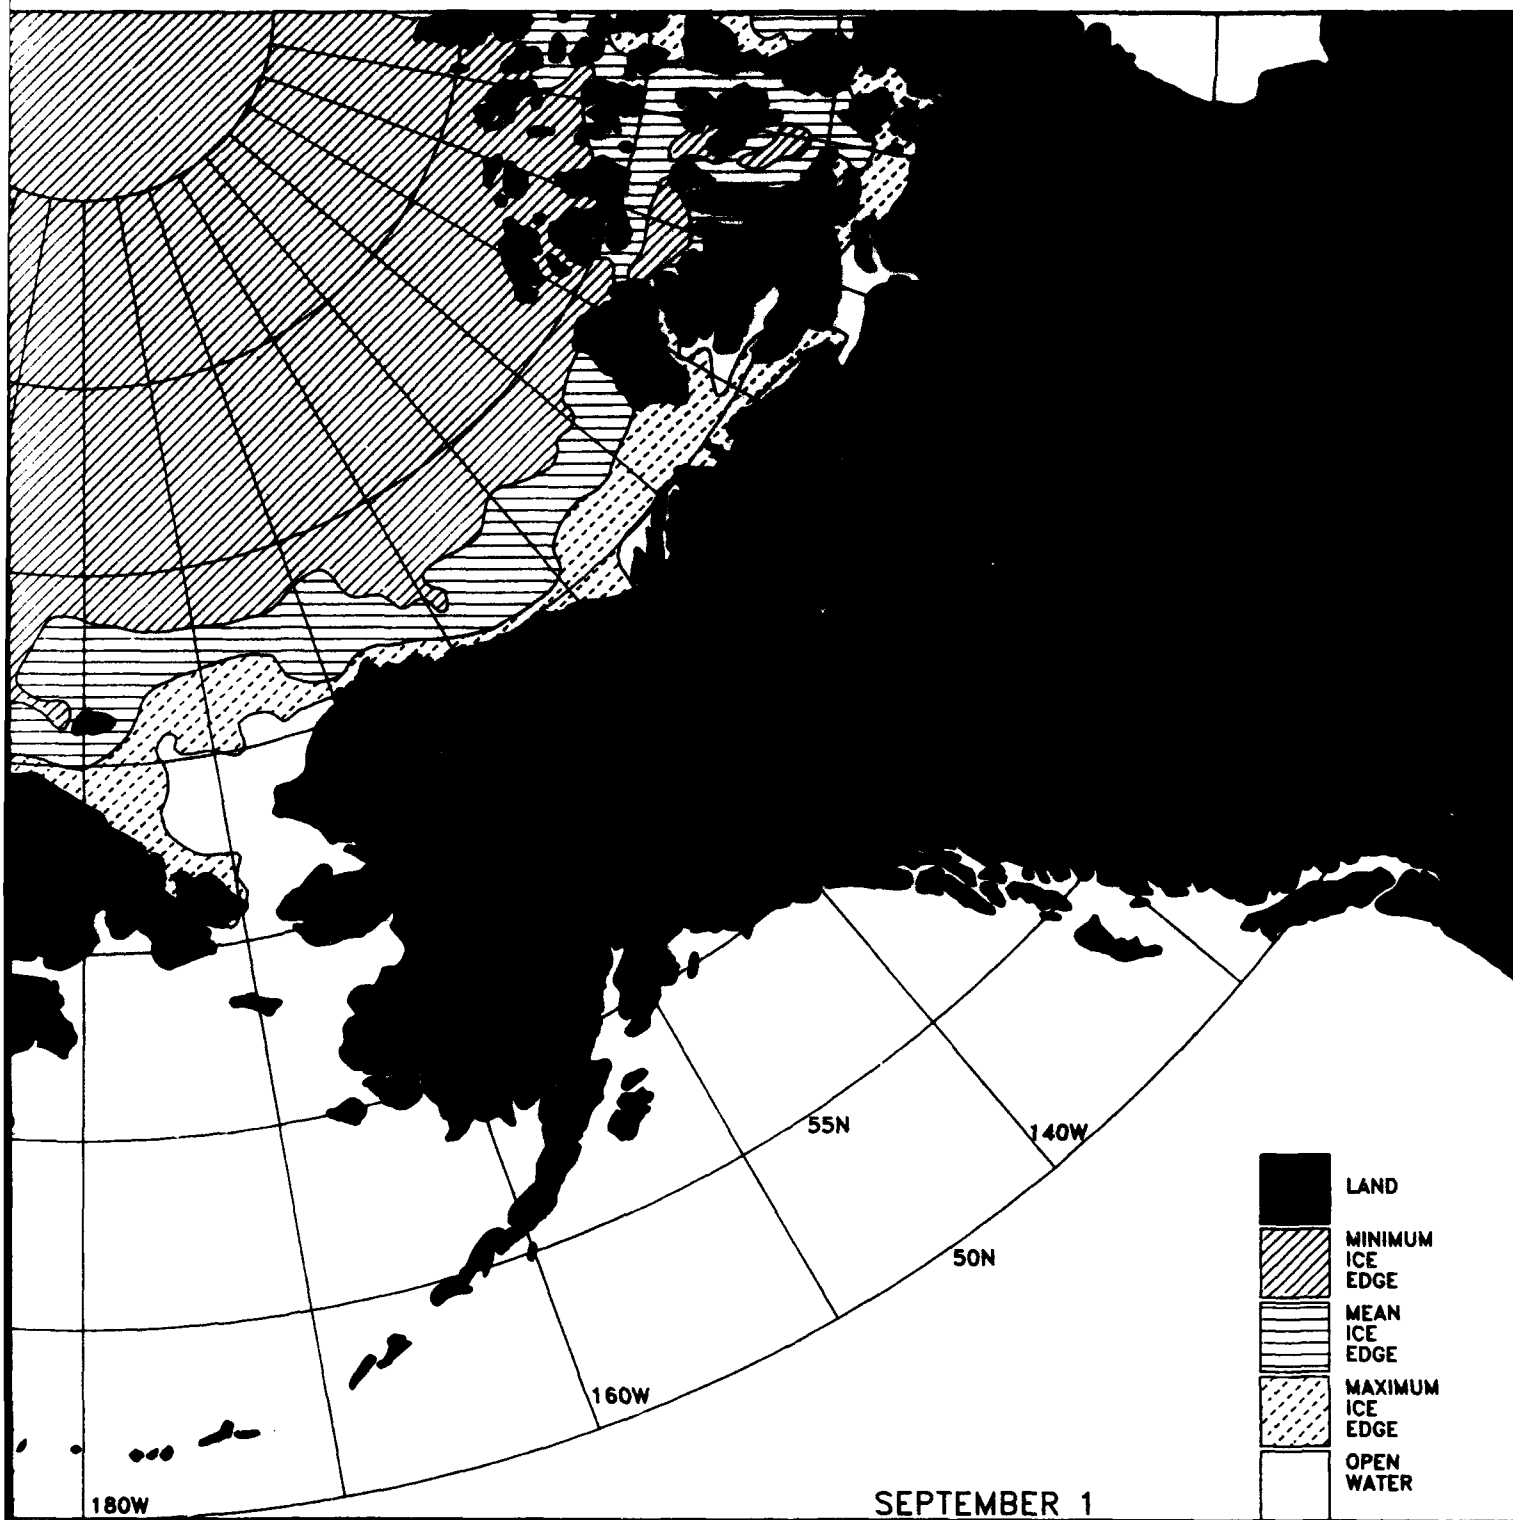 55N
140W
50N
160W
180W
SEPTEMBER 1
LAND
MINIMUM
ICE
EDGE
MEAN
ICE
EDGE
MAXIMUM
ICE
EDGE
OPEN
WATER